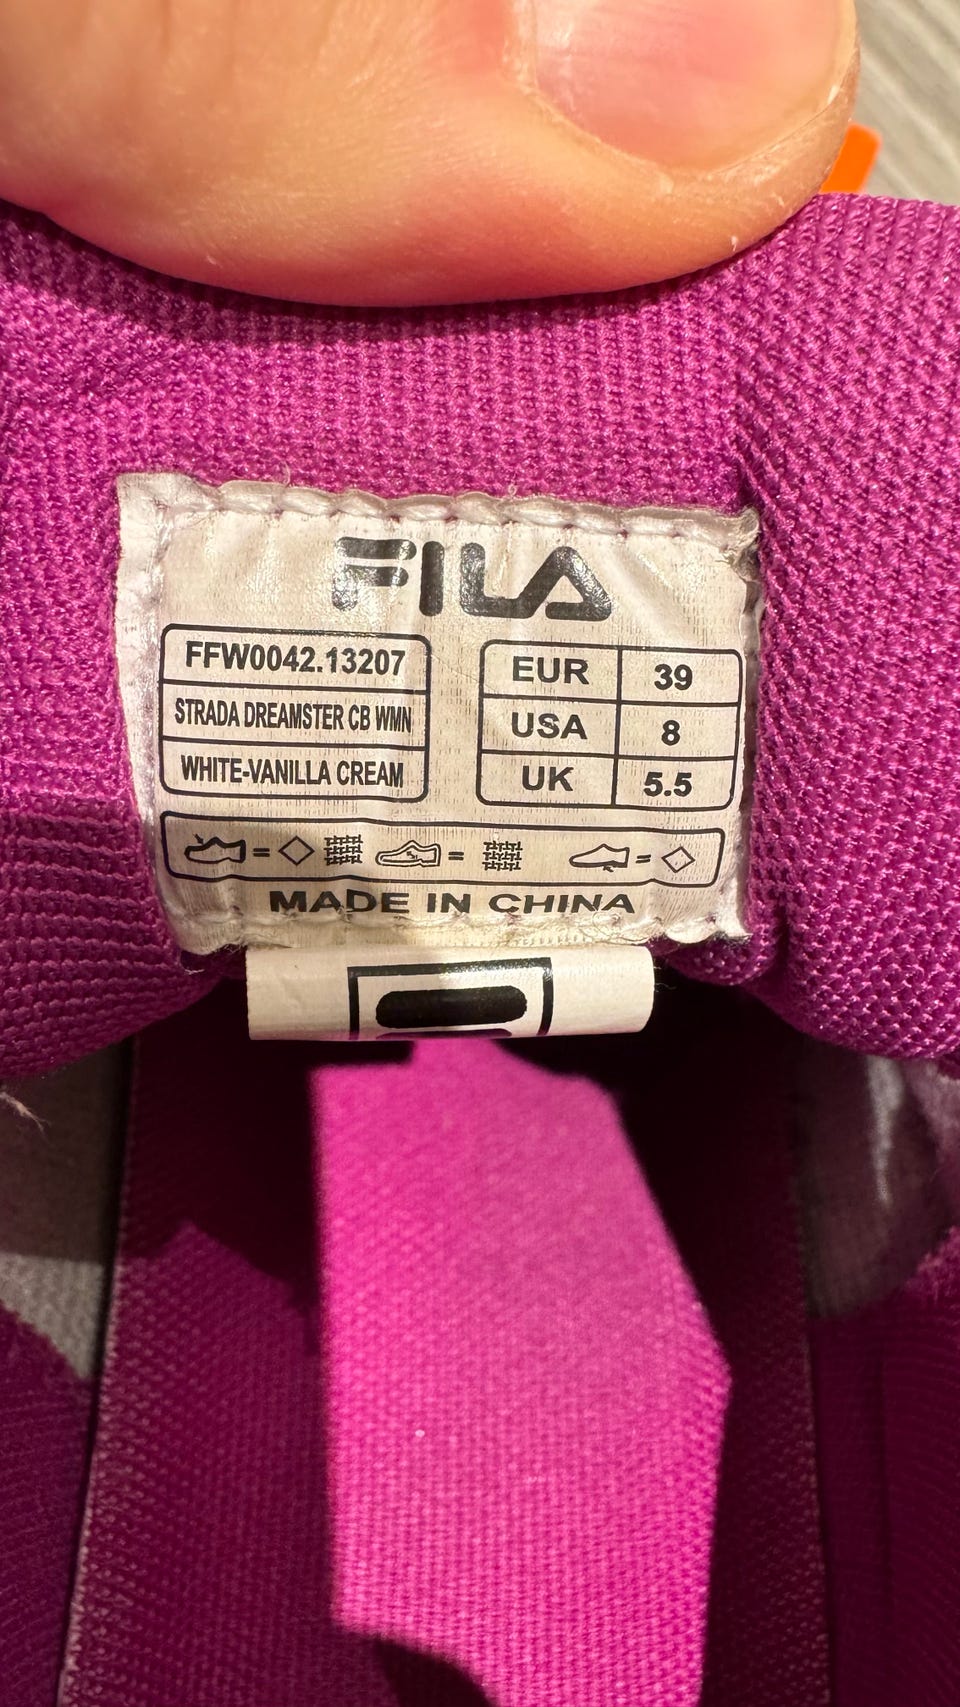 FILA
FFW0042.13207
STRADA DREAMSTER CB WMN
WHITE-VANILLA CREAM
EUR 39
USA 8
UK 5.5
MADE IN CHINA